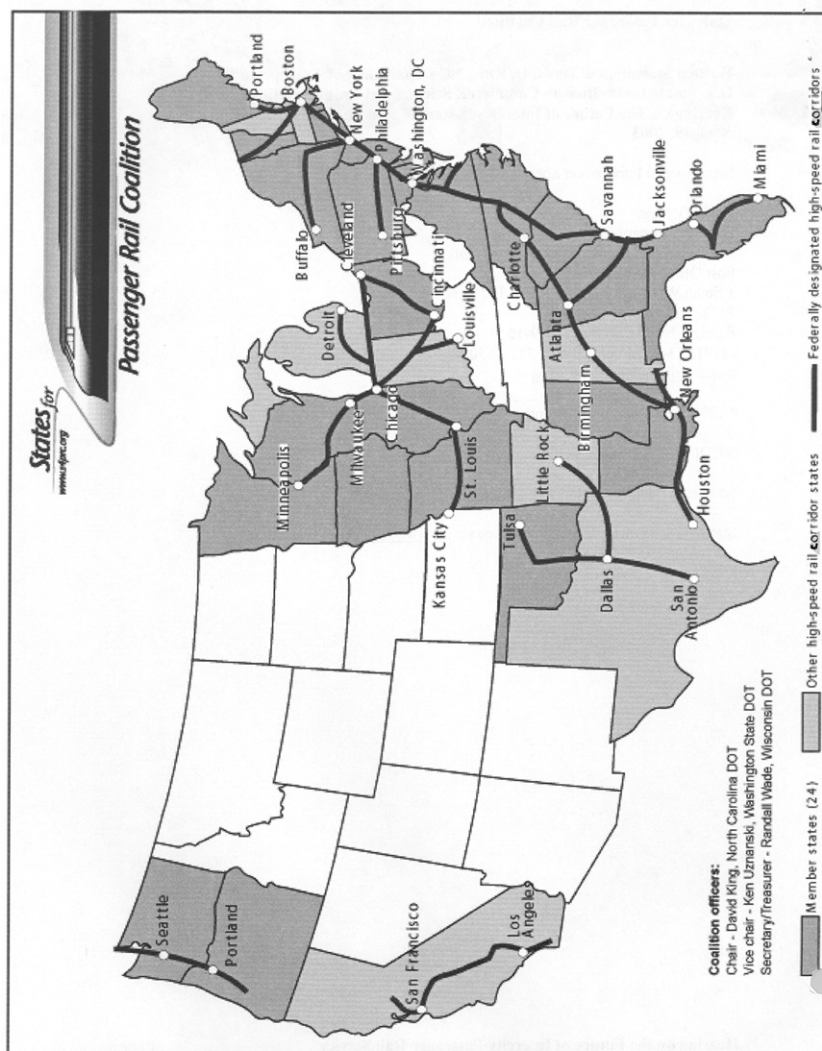 States for
www.s4prc.org
Passenger Rail Coalition
Seattle
Portland
San Francisco
Los
Angeles
Minneapolis
Milwaukee
Chicago
Detroit
Cleveland
Buffalo
Pittsburg
Cincinnati
Louisville
St. Louis
Kansas City
Tulsa
Little Rock
Dallas
San
Antonio
Houston
New Orleans
Birmingham
Atlanta
Charlotte
Portland
Boston
New York
Philadelphia
Washington, DC
Savannah
Jacksonville
Orlando
Miami
Coalition officers:
Chair - David King, North Carolina DOT
Vice chair - Ken Uznanski, Washington State DOT
Secretary/Treasurer - Randall Wade, Wisconsin DOT
Member states (24)
Other high-speed rail corridor states
Federally designated high-speed rail corridors